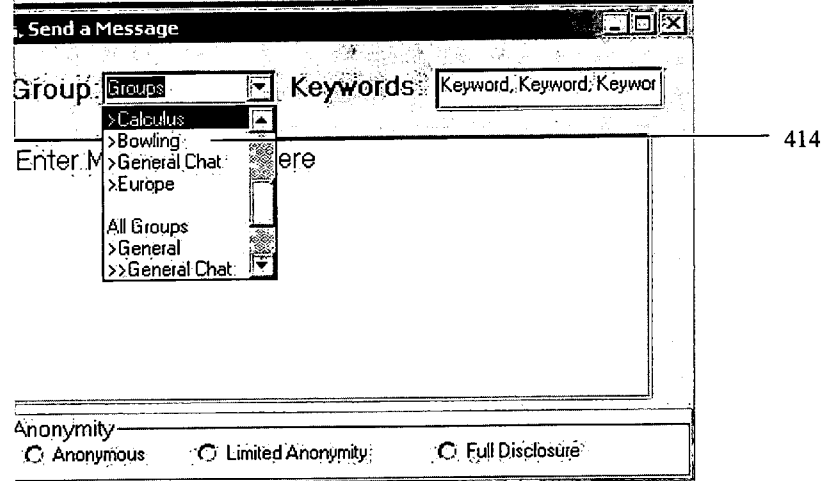 , Send a Message
Group: Groups Keywords: Keyword, Keyword, Keywor
>Calculus
>Bowling 414
Enter M ere
>General Chat
>Europe
All Groups
>General
>>General Chat
Anonymity
Anonymous Limited Anonymity Full Disclosure